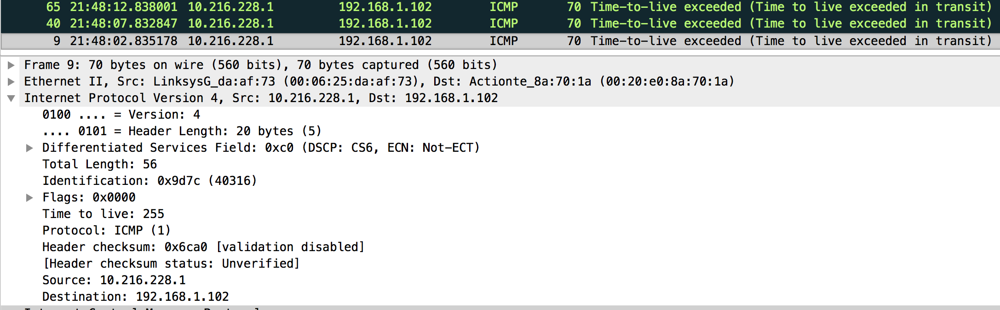 65 21:48:12.838001 10.216.228.1 192.168.1.102 ICMP 70 Time-to-live exceeded (Time to live exceeded in transit)
40 21:48:07.832847 10.216.228.1 192.168.1.102 ICMP 70 Time-to-live exceeded (Time to live exceeded in transit)
9 21:48:02.835178 10.216.228.1 192.168.1.102 ICMP 70 Time-to-live exceeded (Time to live exceeded in transit)
Frame 9: 70 bytes on wire (560 bits), 70 bytes captured (560 bits)
Ethernet II, Src: LinksysG_da:af:73 (00:06:25:da:af:73), Dst: Actionte_8a:70:1a (00:20:e0:8a:70:1a)
Internet Protocol Version 4, Src: 10.216.228.1, Dst: 192.168.1.102
0100 .... = Version: 4
.... 0101 = Header Length: 20 bytes (5)
Differentiated Services Field: 0xc0 (DSCP: CS6, ECN: Not-ECT)
Total Length: 56
Identification: 0x9d7c (40316)
Flags: 0x0000
Time to live: 255
Protocol: ICMP (1)
Header checksum: 0x6ca0 [validation disabled]
[Header checksum status: Unverified]
Source: 10.216.228.1
Destination: 192.168.1.102